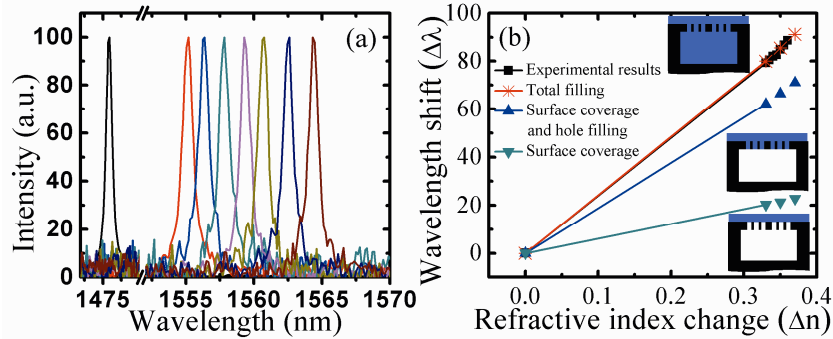 (a)
Intensity (a.u.)
100
80
60
40
20
0
1475
1555
1560
1565
1570
Wavelength (nm)
(b)
Wavelength shift (Δλ)
100
80
60
40
20
0
Experimental results
Total filling
Surface coverage
and hole filling
Surface coverage
0.0
0.1
0.2
0.3
0.4
Refractive index change (Δn)